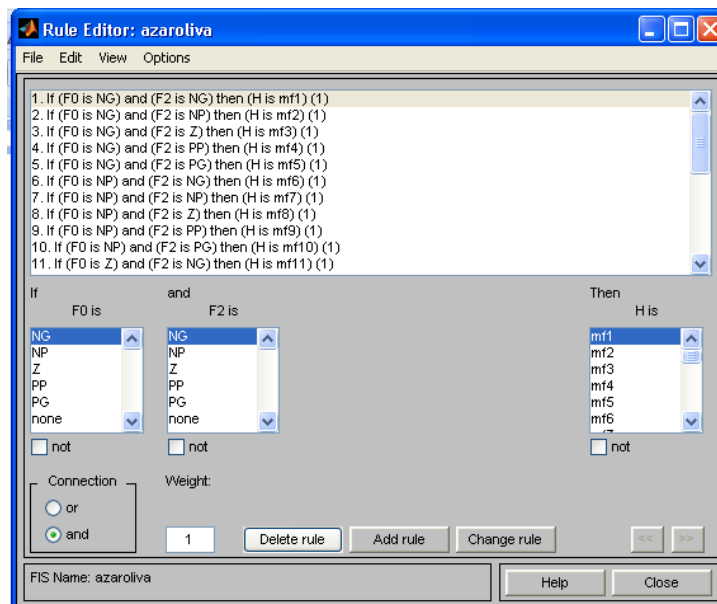 Rule Editor: azaroliva
File Edit View Options
1. If (F0 is NG) and (F2 is NG) then (H is mf1) (1)
2. If (F0 is NG) and (F2 is NP) then (H is mf2) (1)
3. If (F0 is NG) and (F2 is Z) then (H is mf3) (1)
4. If (F0 is NG) and (F2 is PP) then (H is mf4) (1)
5. If (F0 is NG) and (F2 is PG) then (H is mf5) (1)
6. If (F0 is NP) and (F2 is NG) then (H is mf6) (1)
7. If (F0 is NP) and (F2 is NP) then (H is mf7) (1)
8. If (F0 is NP) and (F2 is Z) then (H is mf8) (1)
9. If (F0 is NP) and (F2 is PP) then (H is mf9) (1)
10. If (F0 is NP) and (F2 is PG) then (H is mf10) (1)
11. If (F0 is Z) and (F2 is NG) then (H is mf11) (1)
If and Then
F0 is F2 is H is
NG NG mf1
NP NP mf2
Z Z mf3
PP PP mf4
PG PG mf5
none none mf6
not not not
Connection Weight:
or
and 1 Delete rule Add rule Change rule << >>
FIS Name: azaroliva Help Close